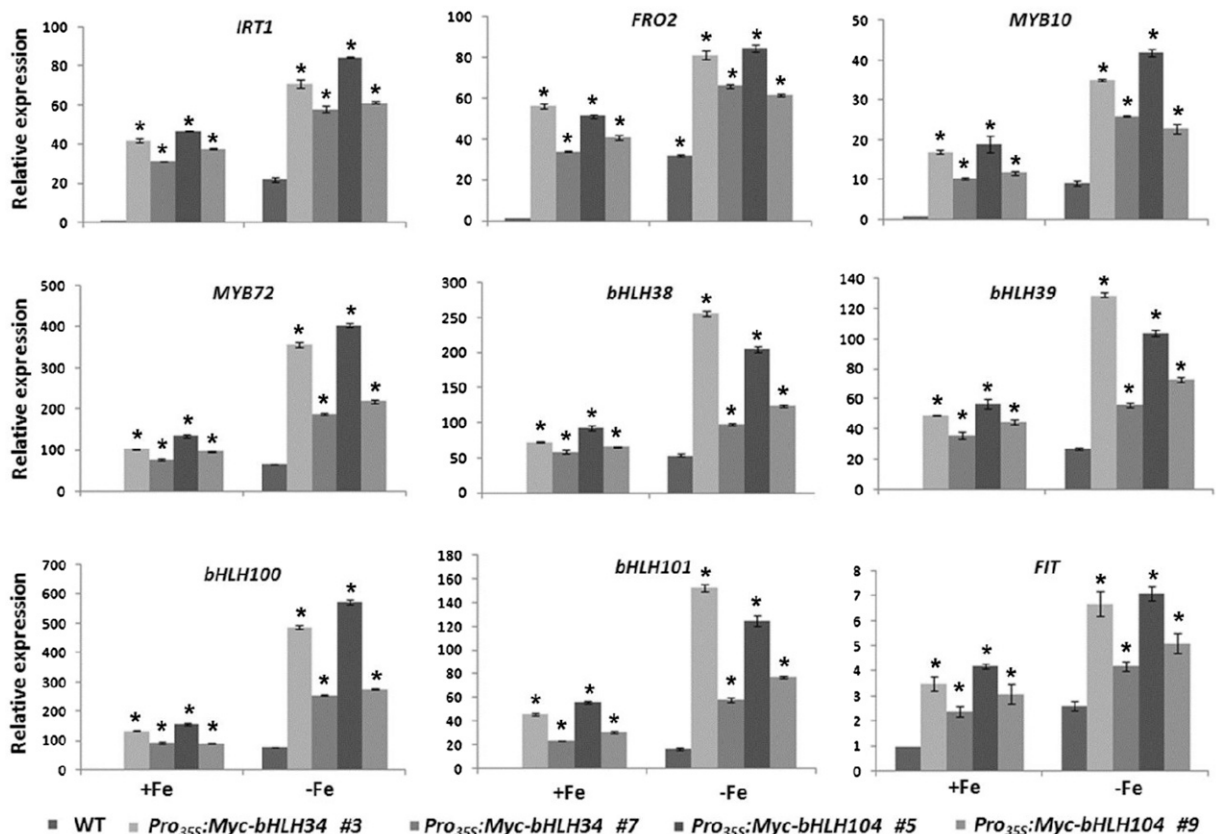 IRT1
Relative expression
100
80
60
40
20
0
* * * * * * * *
FRO2
100
80
60
40
20
0
* * * * * * * * *
MYB10
50
40
30
20
10
0
* * * * * * * *
MYB72
Relative expression
500
400
300
200
100
0
* * * * * * * *
bHLH38
300
250
200
150
100
50
0
* * * * * * * *
bHLH39
140
120
100
80
60
40
20
0
* * * * * * * *
bHLH100
Relative expression
700
600
500
400
300
200
100
0
* * * * * * * *
+Fe -Fe
bHLH101
180
160
140
120
100
80
60
40
20
0
* * * * * * * *
+Fe -Fe
FIT
8
7
6
5
4
3
2
1
0
* * * * * * * *
+Fe -Fe
WT Pro35S:Myc-bHLH34 #3 Pro35S:Myc-bHLH34 #7 Pro35S:Myc-bHLH104 #5 Pro35S:Myc-bHLH104 #9